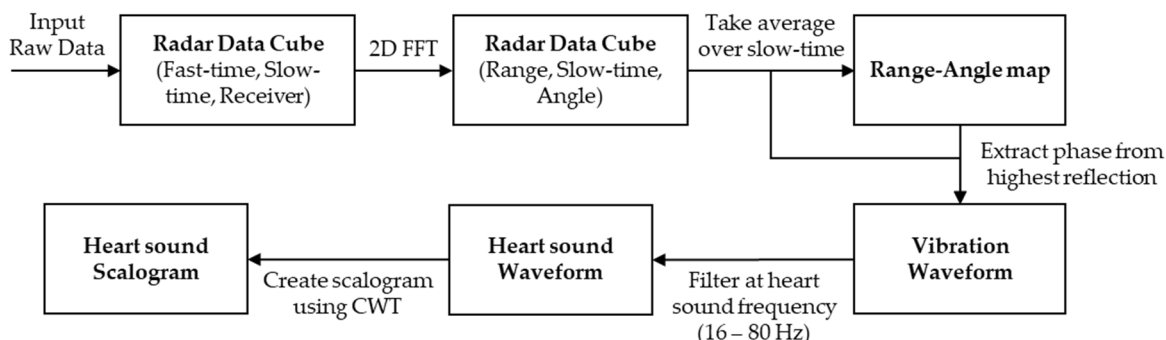 Input
Raw Data
Radar Data Cube
(Fast-time, Slow-
time, Receiver)
2D FFT
Radar Data Cube
(Range, Slow-time,
Angle)
Take average
over slow-time
Range-Angle map
Extract phase from
highest reflection
Heart sound
Scalogram
Create scalogram
using CWT
Heart sound
Waveform
Filter at heart
sound frequency
(16 – 80 Hz)
Vibration
Waveform